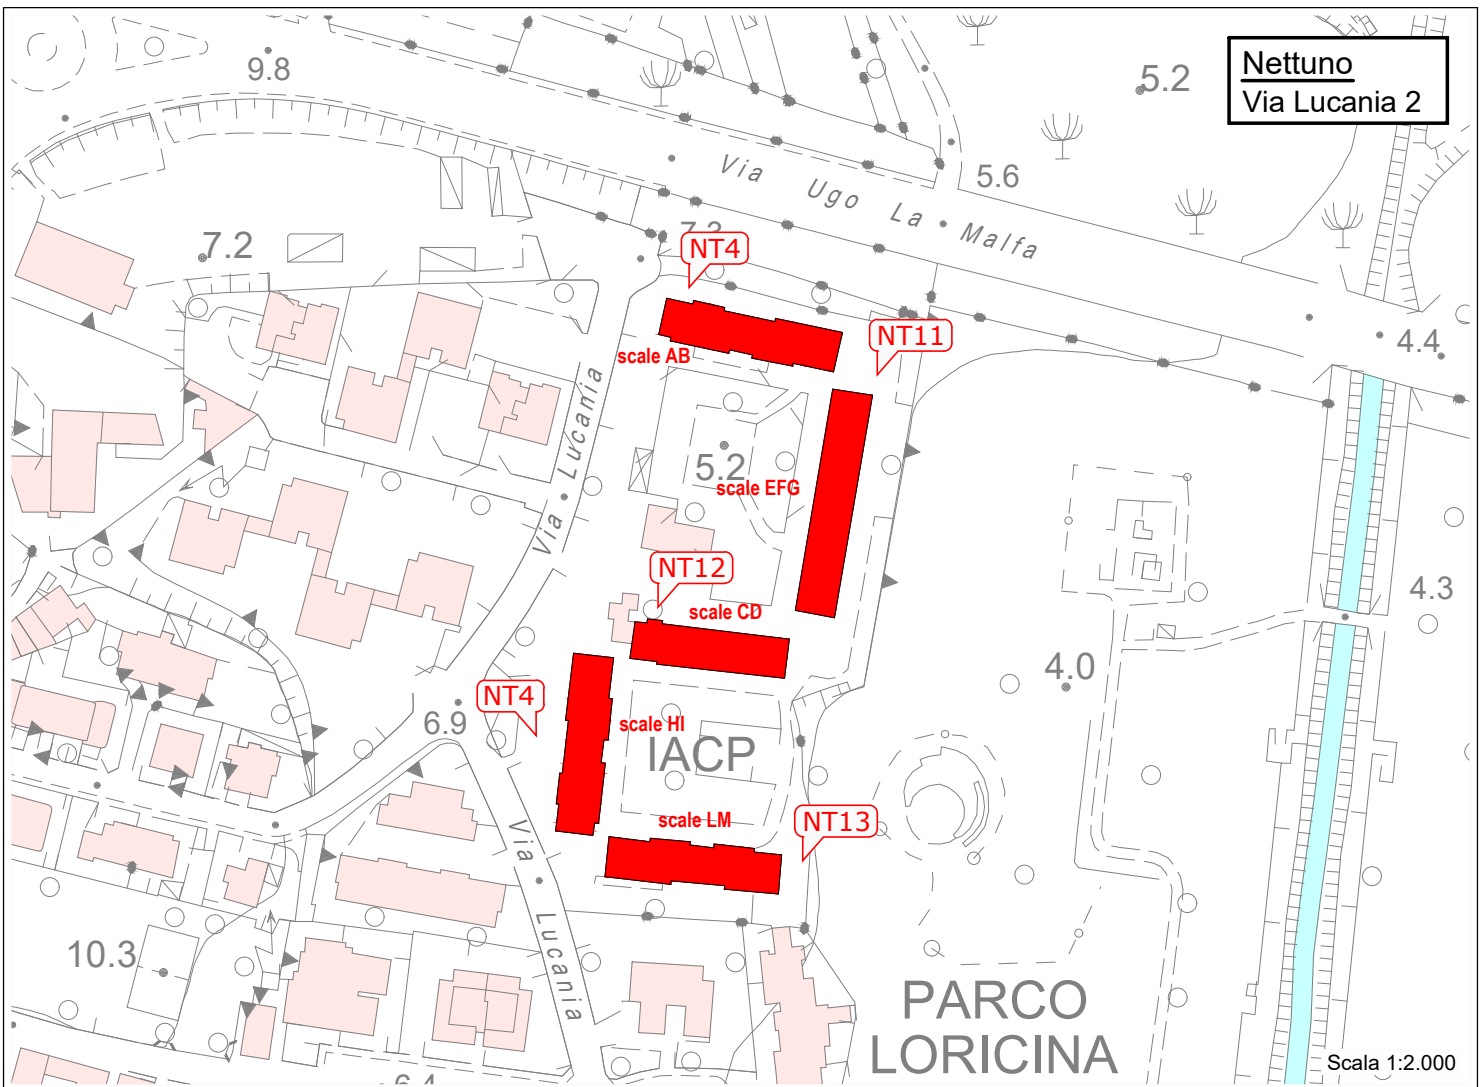 Nettuno
Via Lucania 2
9.8
5.2
5.6
Via Ugo La Malfa
7.2
NT4
NT11
4.4
scale AB
Via Lucania
5.2
scale EFG
NT12
scale CD
4.3
4.0
NT4
6.9
scale HI
IACP
scale LM
NT13
Via Lucania
10.3
PARCO
LORICINA
Scala 1:2.000